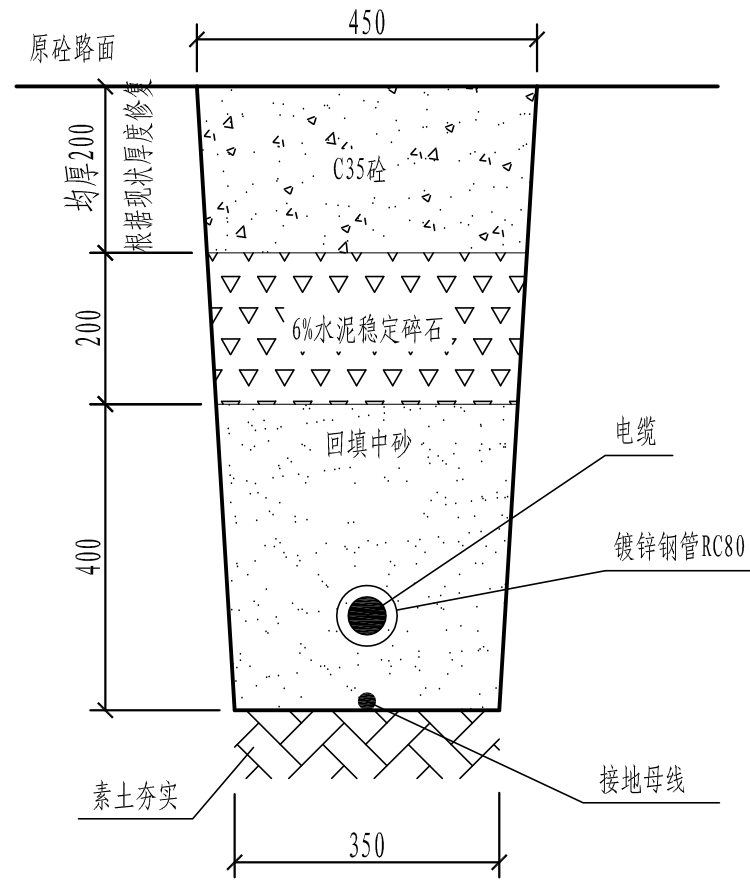 450
原砼路面
均厚200
根据现状厚度修复
C35砼
200
6%水泥稳定碎石
回填中砂
电缆
镀锌钢管RC80
400
素土夯实
接地母线
350